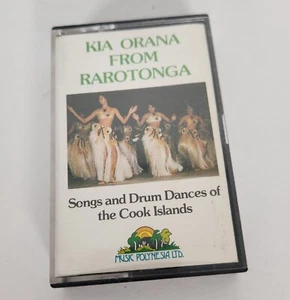 KIA ORANA
FROM
RAROTONGA
Songs and Drum Dances of
the Cook Islands
MUSIC POLYNESIA LTD.